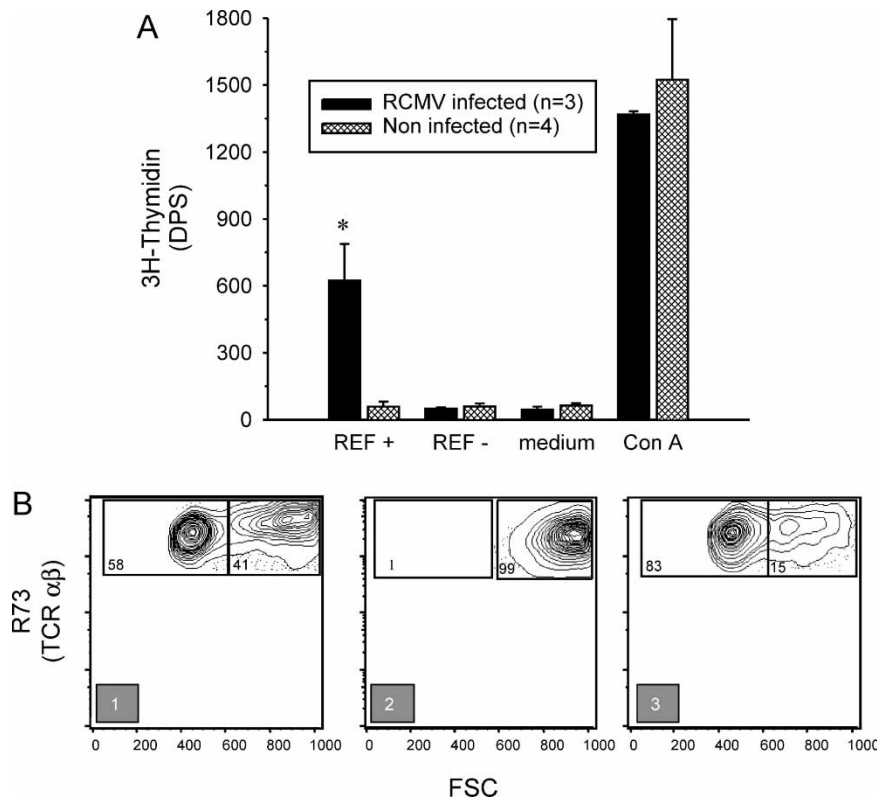 A
1800
1500
1200
900
600
300
0
3H-Thymidin
(DPS)
RCMV infected (n=3)
Non infected (n=4)
*
REF +
REF -
medium
Con A
B
R73
(TCR αβ)
58
41
1
0
200
400
600
800
1000
1
99
2
0
200
400
600
800
1000
83
15
3
0
200
400
600
800
1000
FSC